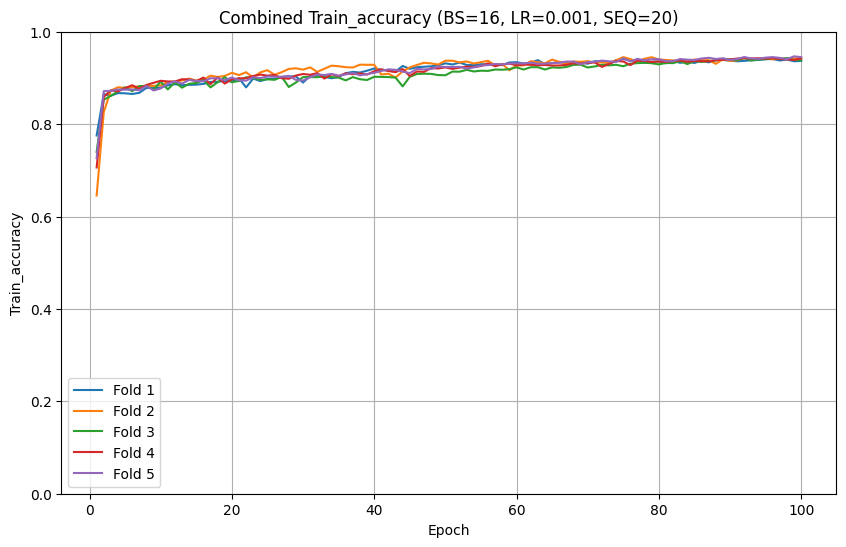 Combined Train_accuracy (BS=16, LR=0.001, SEQ=20)
Train_accuracy
1.0
0.8
0.6
0.4
0.2
0.0
Fold 1
Fold 2
Fold 3
Fold 4
Fold 5
0 20 40 60 80 100
Epoch